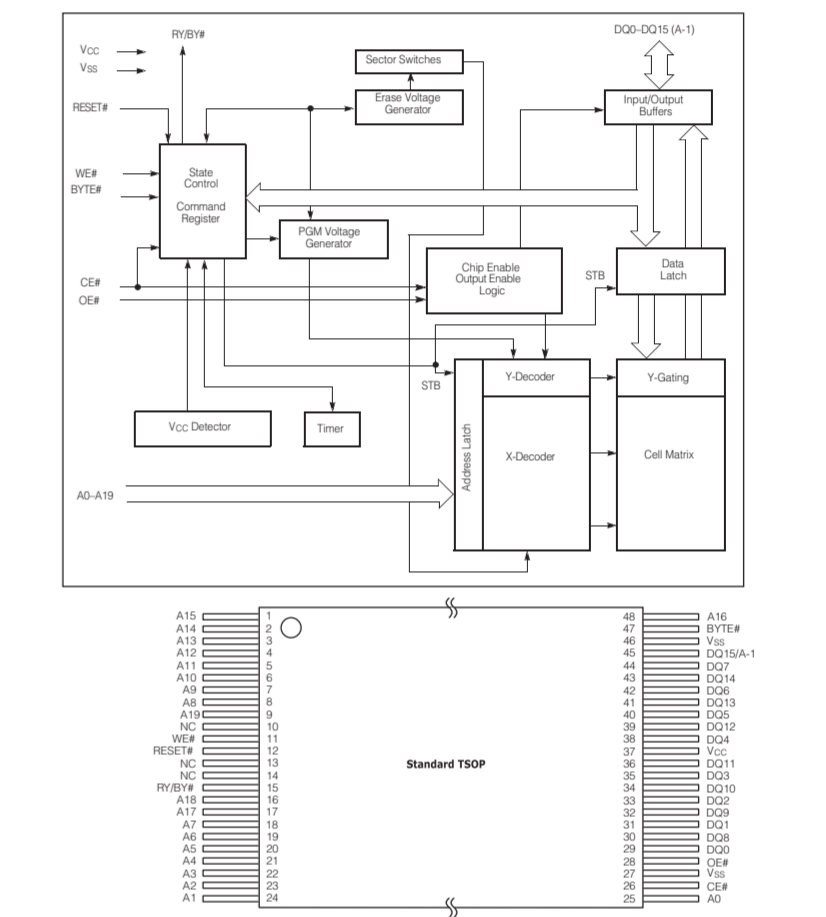 RY/BY#
DQ0–DQ15 (A-1)
VCC
VSS
Sector Switches
Erase Voltage
Generator
Input/Output
Buffers
RESET#
WE#
BYTE#
State
Control
Command
Register
PGM Voltage
Generator
Chip Enable
Output Enable
Logic
STB
Data
Latch
CE#
OE#
STB
Y-Decoder
Y-Gating
VCC Detector
Timer
Address Latch
X-Decoder
Cell Matrix
A0–A19
A15 1
A14 2
A13 3
A12 4
A11 5
A10 6
A9 7
A8 8
A19 9
NC 10
WE# 11
RESET# 12
NC 13
NC 14
RY/BY# 15
A18 16
A17 17
A7 18
A6 19
A5 20
A4 21
A3 22
A2 23
A1 24
Standard TSOP
48 A16
47 BYTE#
46 VSS
45 DQ15/A-1
44 DQ7
43 DQ14
42 DQ6
41 DQ13
40 DQ5
39 DQ12
38 DQ4
37 VCC
36 DQ11
35 DQ3
34 DQ10
33 DQ2
32 DQ9
31 DQ1
30 DQ8
29 DQ0
28 OE#
27 VSS
26 CE#
25 A0